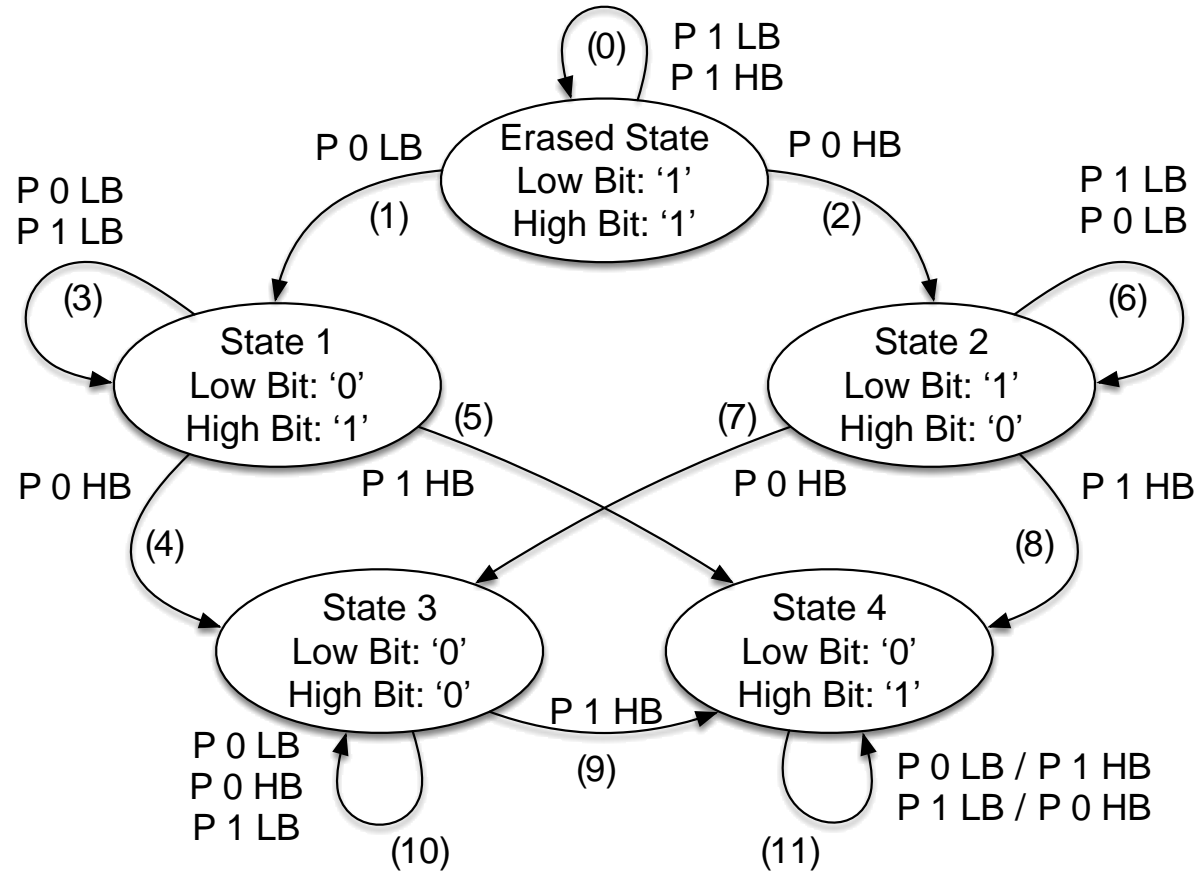 (0)
P 1 LB
P 1 HB
Erased State
Low Bit: ‘1’
High Bit: ‘1’
P 0 LB
(1)
P 0 HB
(2)
P 0 LB
P 1 LB
(3)
State 1
Low Bit: ‘0’
High Bit: ‘1’
P 1 LB
P 0 LB
(6)
State 2
Low Bit: ‘1’
High Bit: ‘0’
(5)
(7)
P 0 HB
P 1 HB
P 0 HB
P 1 HB
(4)
(8)
State 3
Low Bit: ‘0’
High Bit: ‘0’
State 4
Low Bit: ‘0’
High Bit: ‘1’
P 1 HB
(9)
P 0 LB
P 0 HB
P 1 LB
(10)
P 0 LB / P 1 HB
P 1 LB / P 0 HB
(11)